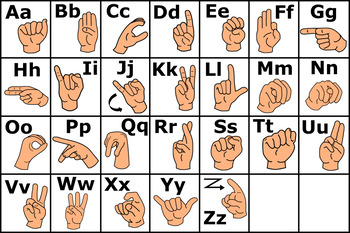 Aa Bb Cc Dd Ee Ff Gg
Hh Ii Jj Kk Ll Mm Nn
Oo Pp Qq Rr Ss Tt Uu
Vv Ww Xx Yy Zz